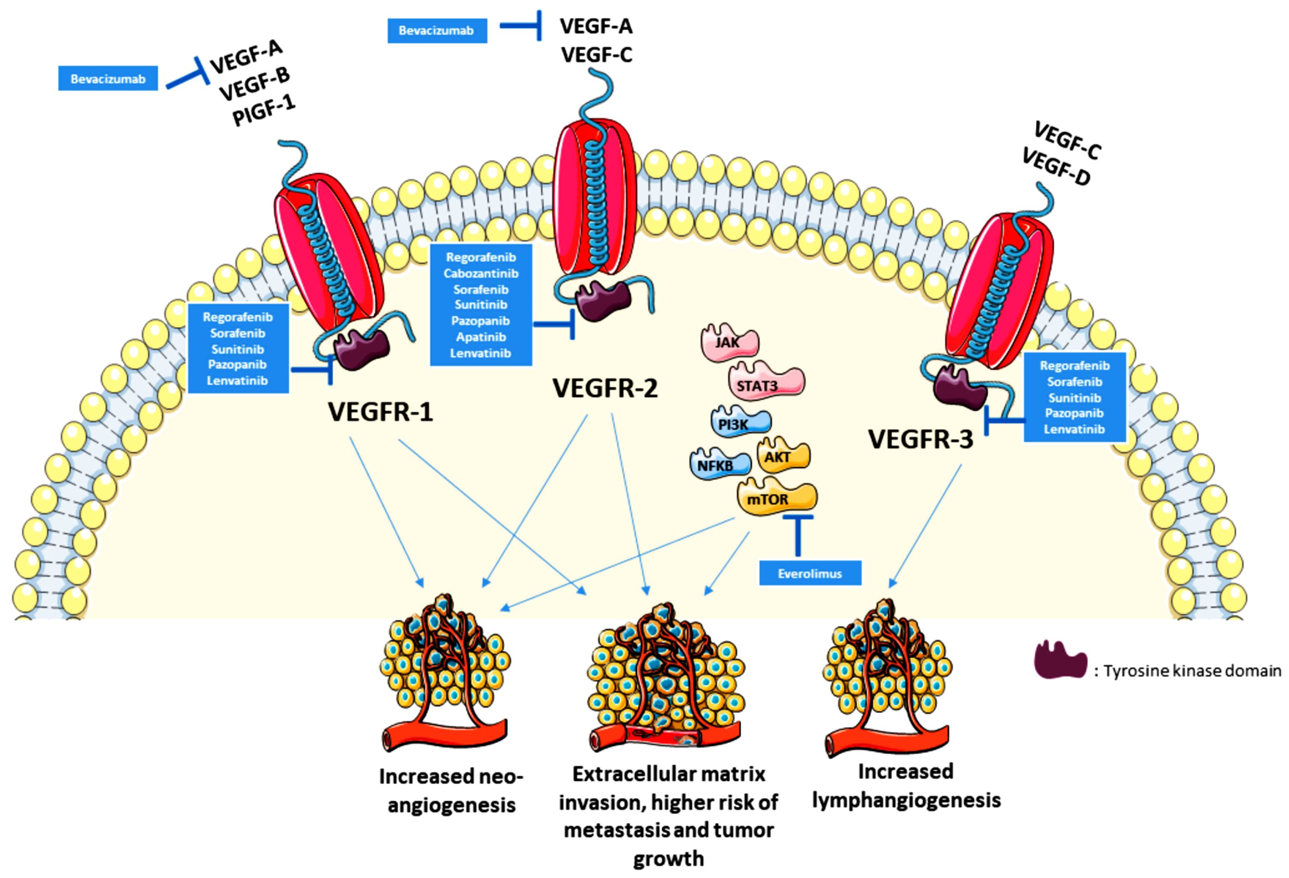 Bevacizumab
VEGF-A
VEGF-B
PlGF-1
Bevacizumab
VEGF-A
VEGF-C
VEGF-C
VEGF-D
Regorafenib
Sorafenib
Sunitinib
Pazopanib
Lenvatinib
VEGFR-1
Regorafenib
Cabozantinib
Sorafenib
Sunitinib
Pazopanib
Apatinib
Lenvatinib
VEGFR-2
JAK
STAT3
PI3K
NFKB
AKT
mTOR
Everolimus
Regorafenib
Sorafenib
Sunitinib
Pazopanib
Lenvatinib
VEGFR-3
: Tyrosine kinase domain
Increased neo-
angiogenesis
Extracellular matrix
invasion, higher risk of
metastasis and tumor
growth
Increased
lymphangiogenesis